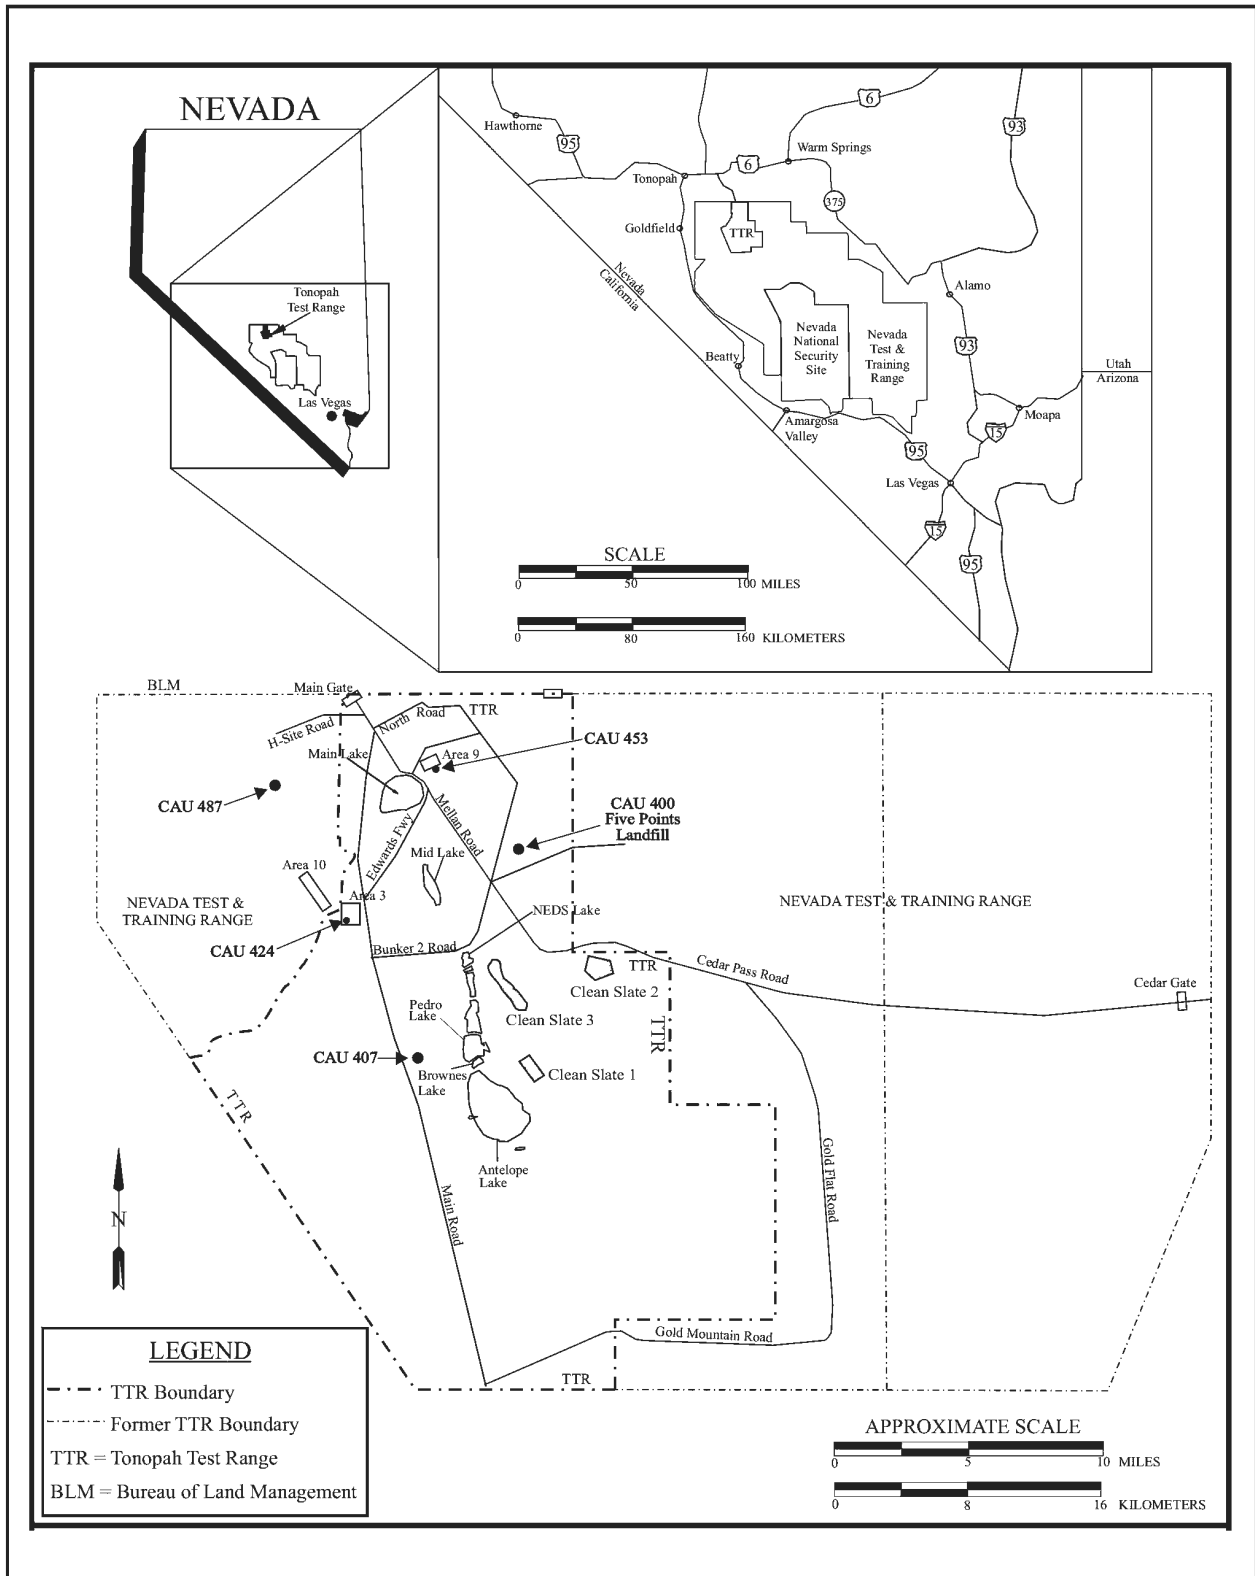 NEVADA
Tonopah
Test Range
Las Vegas
Hawthorne
95
6
93
Warm Springs
6
Tonopah
375
Goldfield
TTR
Nevada
California
Alamo
Nevada
National
Security
Site
Nevada
Test &
Training
Range
93
Beatty
Utah
Arizona
Amargosa
Valley
Moapa
15
95
Las Vegas
15
95
SCALE
0 50 100 MILES
0 80 160 KILOMETERS
BLM
Main Gate
North Road
TTR
H-Site Road
Main Lake
Area 9
CAU 453
CAU 487
Mellan Road
CAU 400
Five Points
Landfill
Edwards Fwy
Mid Lake
Area 10
Area 3
NEVADA TEST &
TRAINING RANGE
NEVADA TEST & TRAINING RANGE
NEDS Lake
CAU 424
Bunker 2 Road
TTR
Cedar Pass Road
Cedar Gate
Clean Slate 2
Pedro
Lake
Clean Slate 3
TTR
CAU 407
Brownes
Lake
Clean Slate 1
TTR
Antelope
Lake
Gold Flat Road
Main Road
N
Gold Mountain Road
TTR
LEGEND
TTR Boundary
Former TTR Boundary
TTR = Tonopah Test Range
BLM = Bureau of Land Management
APPROXIMATE SCALE
0 5 10 MILES
0 8 16 KILOMETERS